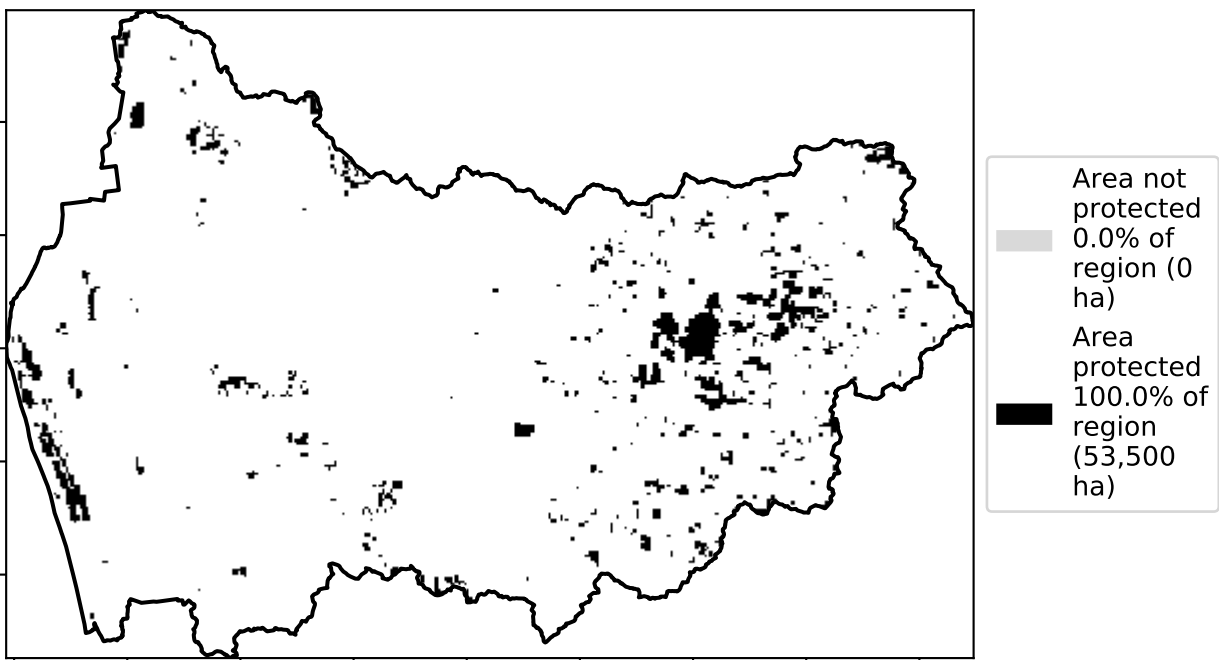 Area not
protected
0.0% of
region (0
ha)
Area
protected
100.0% of
region
(53,500
ha)